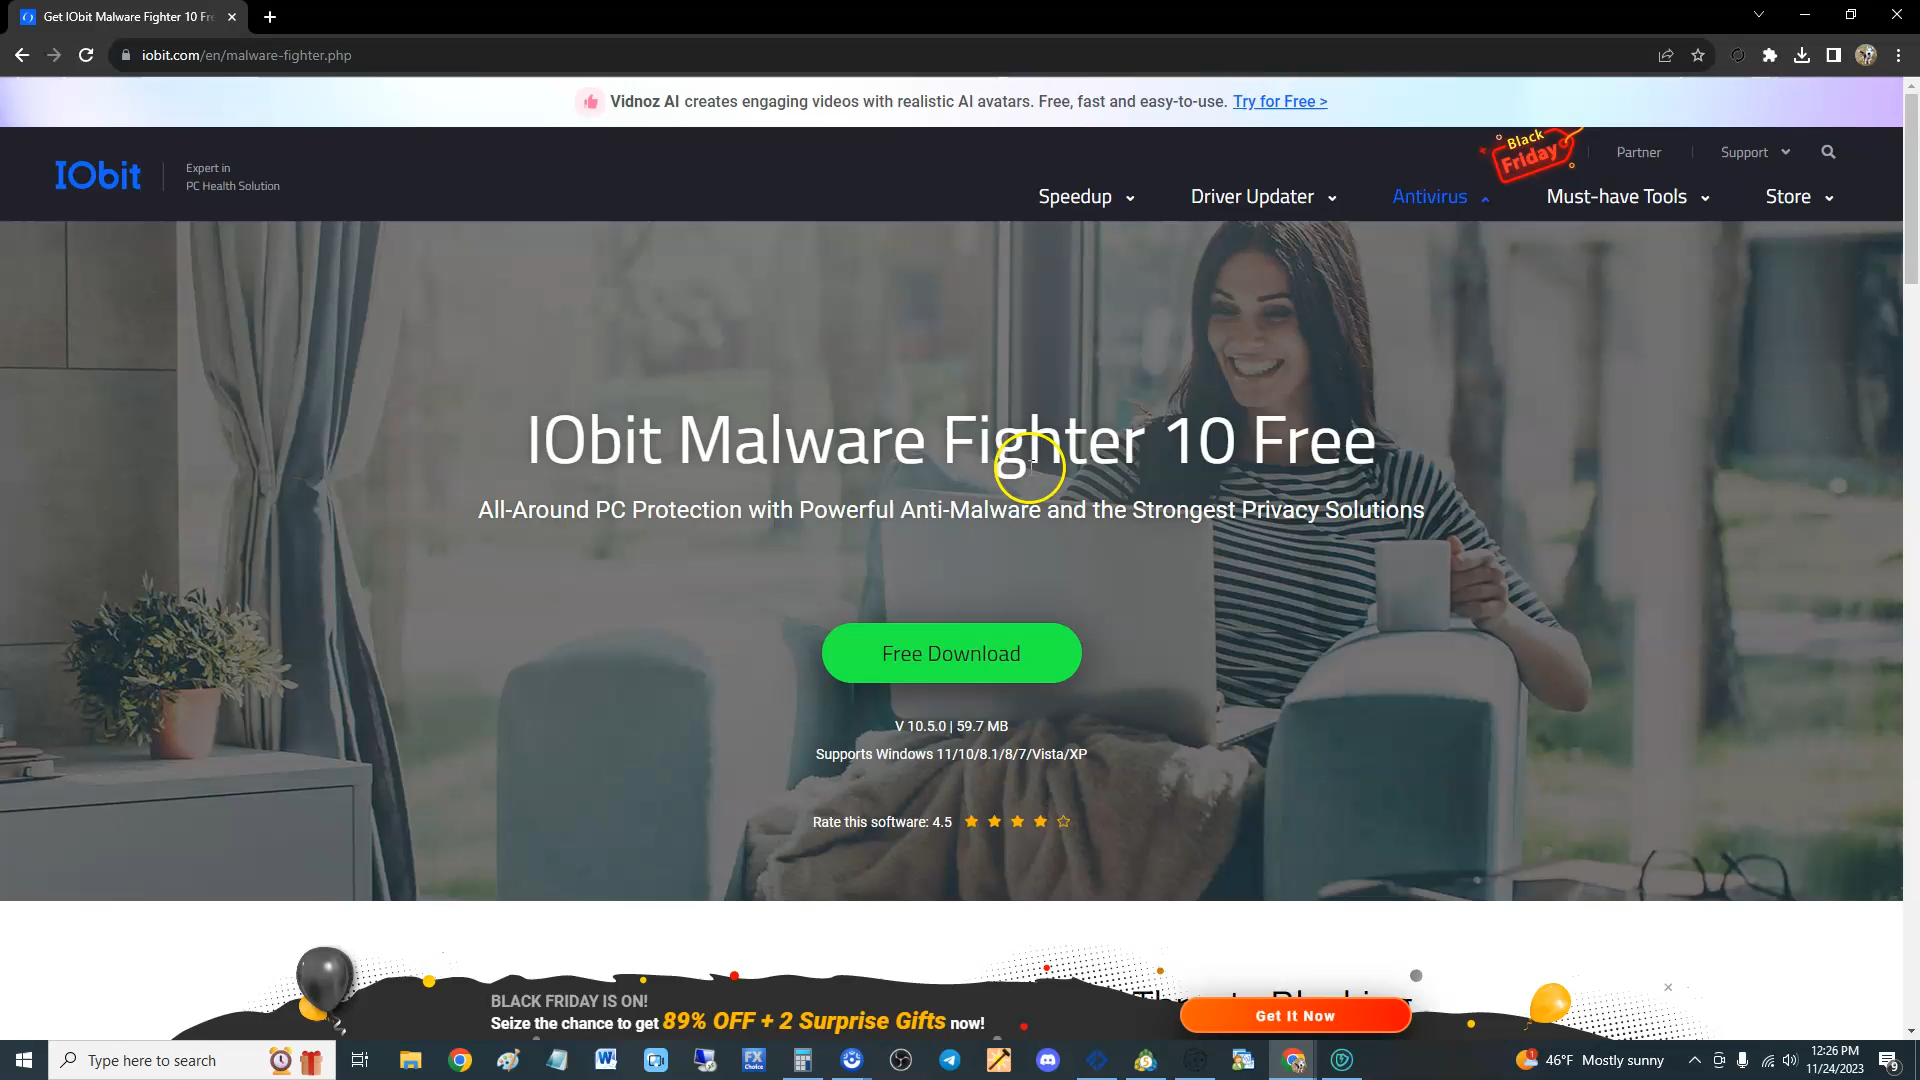 Get IObit Malware Fighter 10 Fre
iobit.com/en/malware-fighter.php
Vidnoz AI creates engaging videos with realistic AI avatars. Free, fast and easy-to-use. Try for Free >
IObit
Expert in
PC Health Solution
Black
Friday
Partner
Support
Speedup
Driver Updater
Antivirus
Must-have Tools
Store
IObit Malware Fighter 10 Free
All-Around PC Protection with Powerful Anti-Malware and the Strongest Privacy Solutions
Free Download
V 10.5.0 | 59.7 MB
Supports Windows 11/10/8.1/8/7/Vista/XP
Rate this software: 4.5
BLACK FRIDAY IS ON!
Seize the chance to get 89% OFF + 2 Surprise Gifts now!
Get It Now
Type here to search
FX
Choice
46°F Mostly sunny
12:26 PM
11/24/2023
9